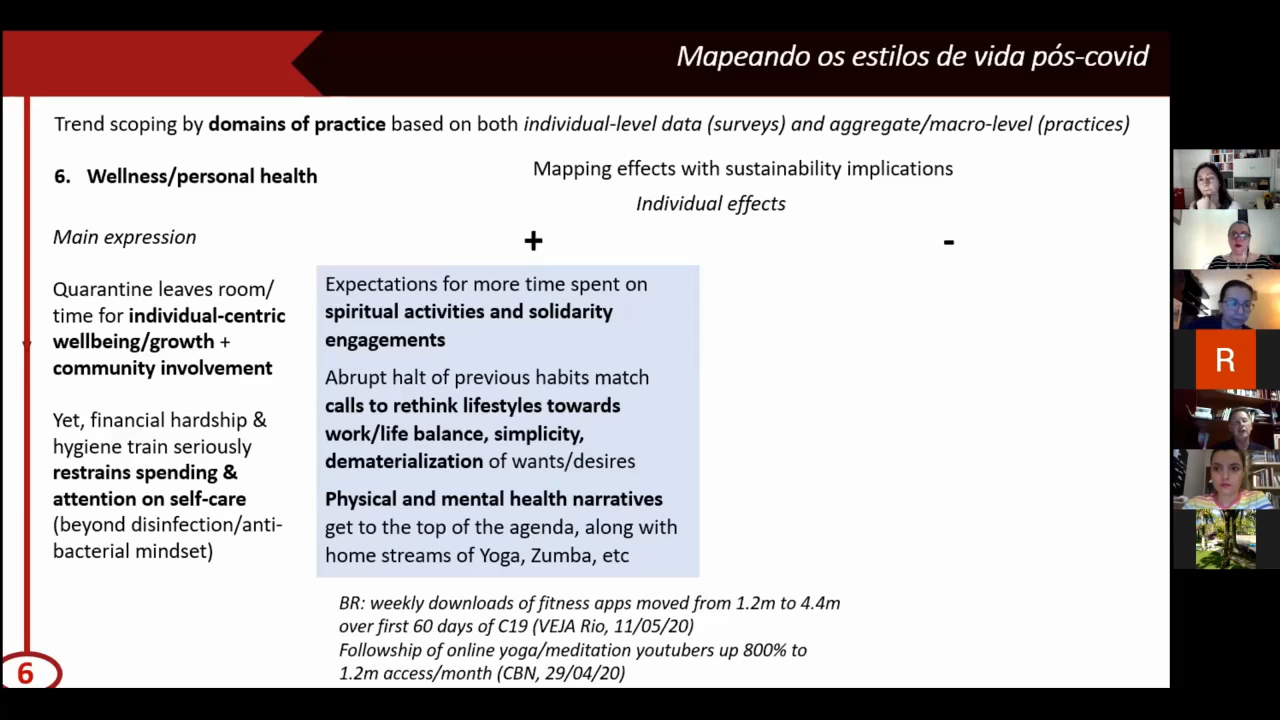 Mapeando os estilos de vida pós-covid
Trend scoping by domains of practice based on both individual-level data (surveys) and aggregate/macro-level (practices)
6. Wellness/personal health
Mapping effects with sustainability implications
Individual effects
Main expression
+
-
Quarantine leaves room/
time for individual-centric
wellbeing/growth +
community involvement
Yet, financial hardship &
hygiene train seriously
restrains spending &
attention on self-care
(beyond disinfection/anti-
bacterial mindset)
Expectations for more time spent on
spiritual activities and solidarity
engagements
Abrupt halt of previous habits match
calls to rethink lifestyles towards
work/life balance, simplicity,
dematerialization of wants/desires
Physical and mental health narratives
get to the top of the agenda, along with
home streams of Yoga, Zumba, etc
BR: weekly downloads of fitness apps moved from 1.2m to 4.4m
over first 60 days of C19 (VEJA Rio, 11/05/20)
Followship of online yoga/meditation youtubers up 800% to
1.2m access/month (CBN, 29/04/20)
6
R